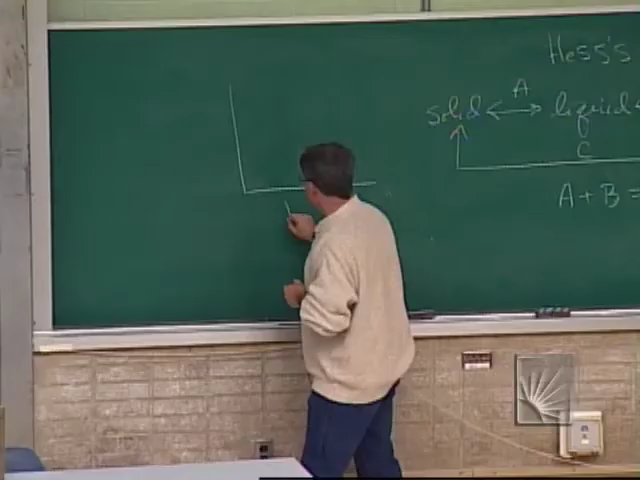 Hess's
A
solid ⟷ liquid
C
A + B =